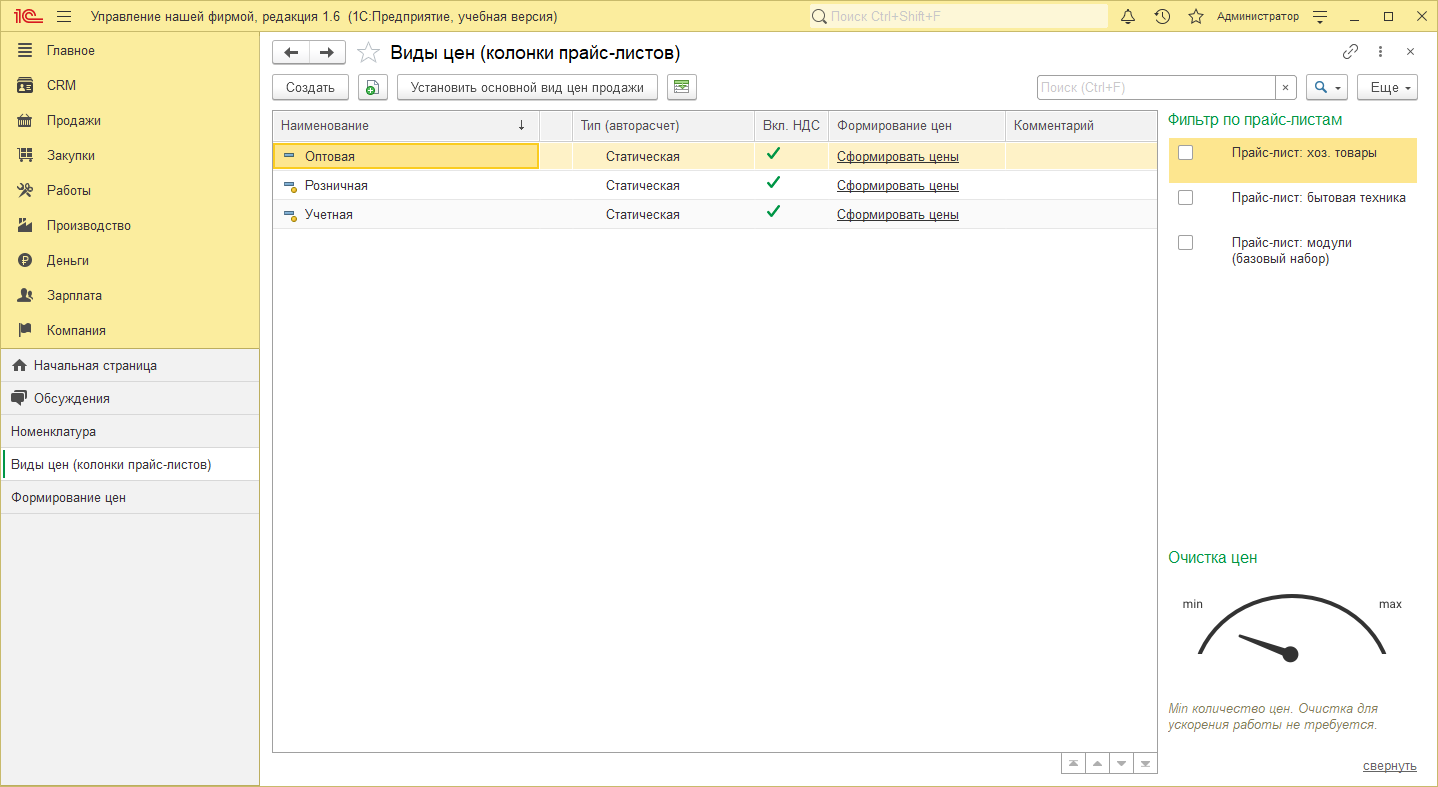 1С Управление нашей фирмой, редакция 1.6 (1С:Предприятие, учебная версия) Поиск Ctrl+Shift+F Администратор
Главное
CRM
Продажи
Закупки
Работы
Производство
Деньги
Зарплата
Компания
Начальная страница
Обсуждения
Номенклатура
Виды цен (колонки прайс-листов)
Формирование цен
Виды цен (колонки прайс-листов)
Создать Установить основной вид цен продажи Поиск (Ctrl+F) × Еще
Наименование ↓ Тип (авторасчет) Вкл. НДС Формирование цен Комментарий
Оптовая Статическая Сформировать цены
Розничная Статическая Сформировать цены
Учетная Статическая Сформировать цены
Фильтр по прайс-листам
Прайс-лист: хоз. товары
Прайс-лист: бытовая техника
Прайс-лист: модули
(базовый набор)
Очистка цен
min max
Min количество цен. Очистка для
ускорения работы не требуется.
свернуть